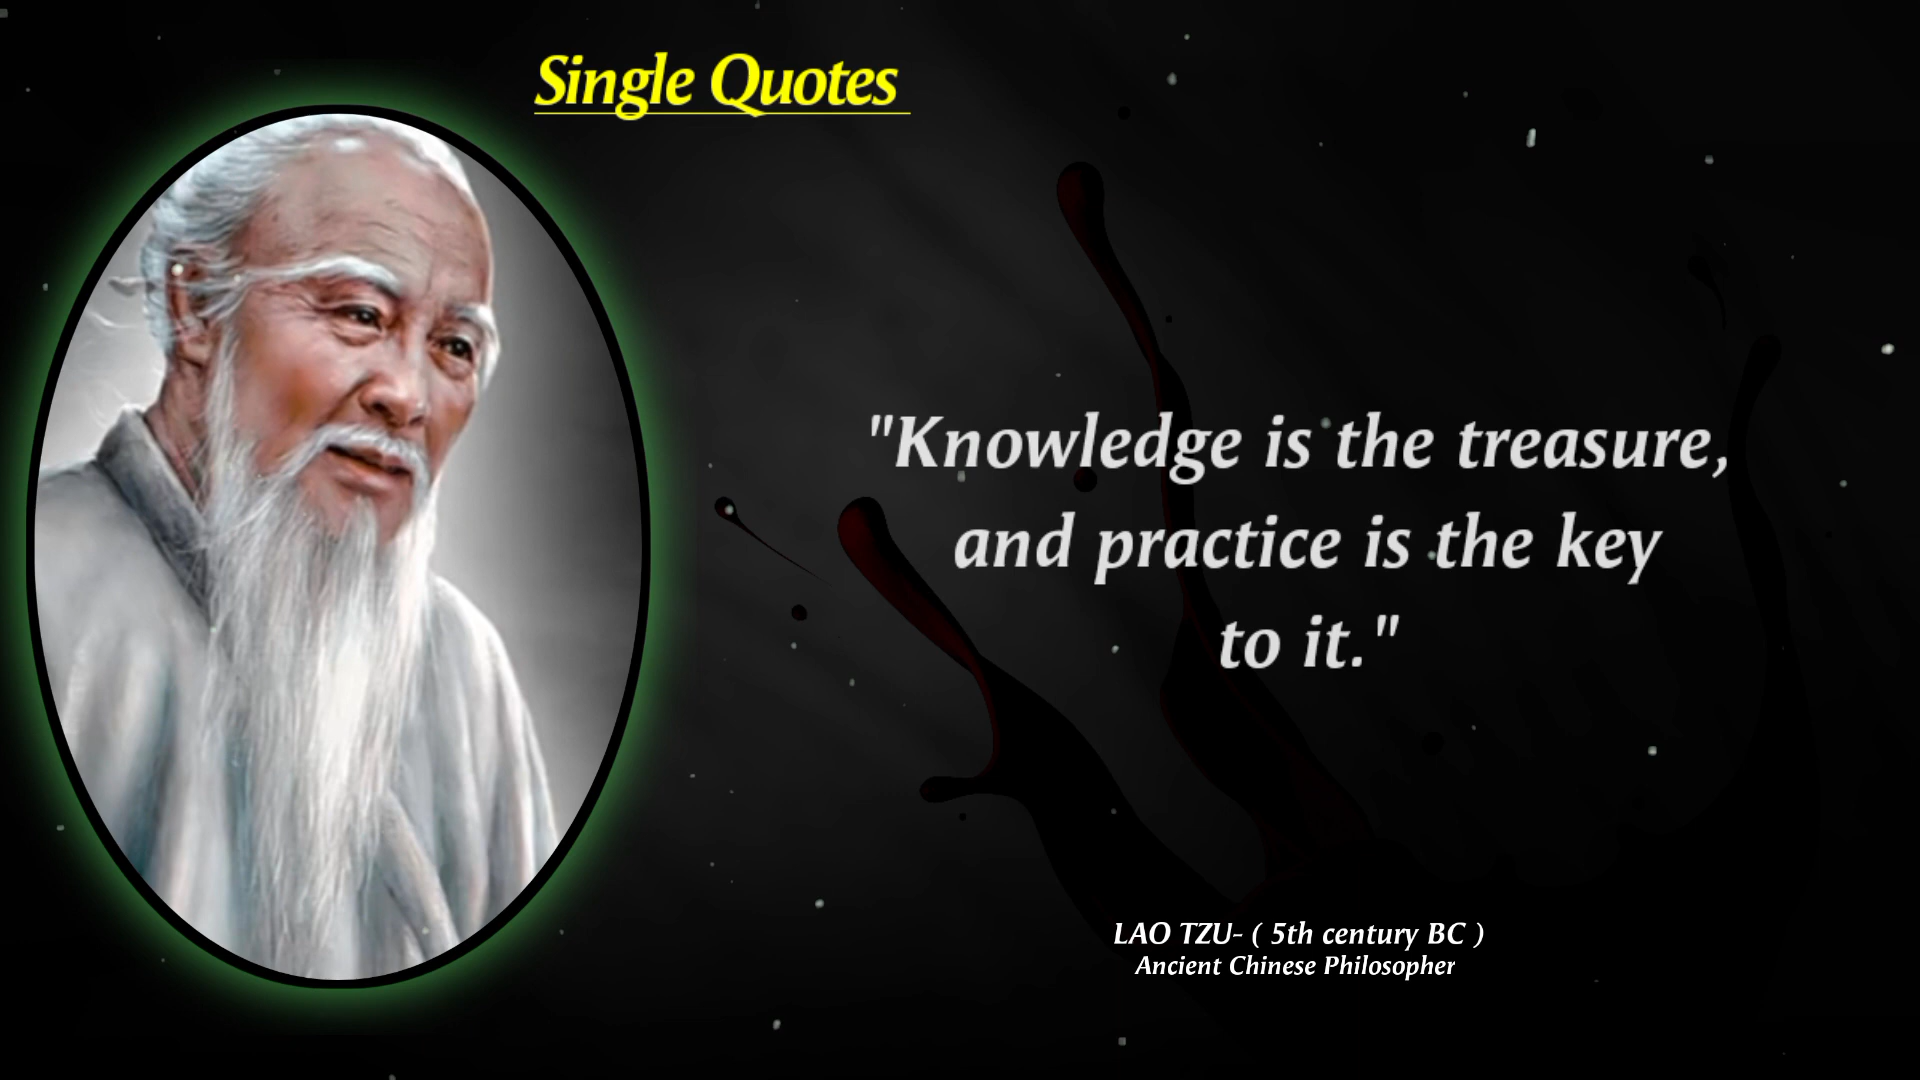 Single Quotes
"Knowledge is the treasure,
and practice is the key
to it."
LAO TZU- ( 5th century BC )
Ancient Chinese Philosopher